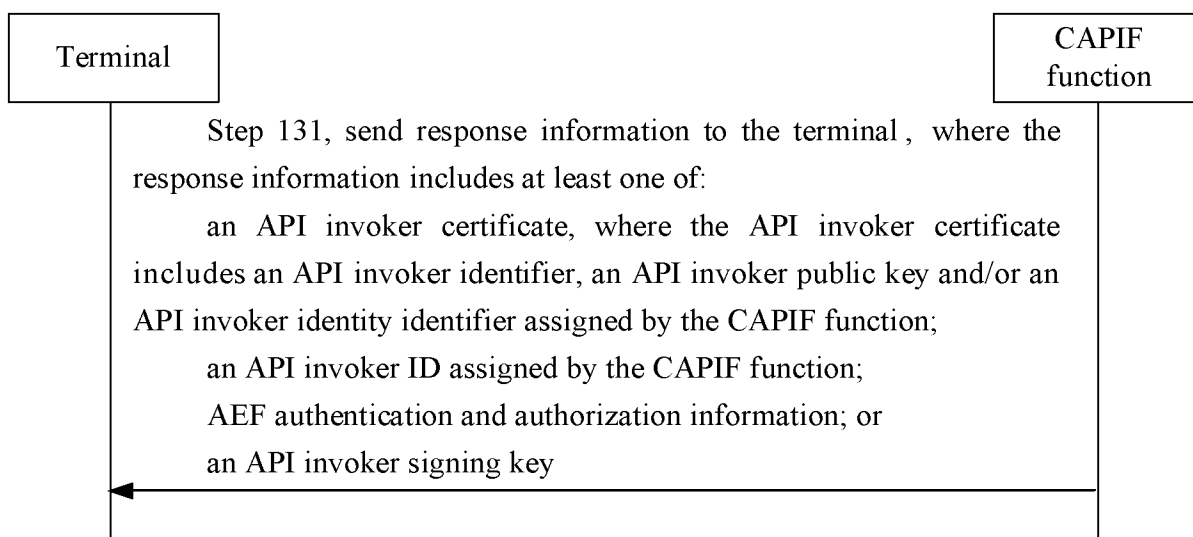 Terminal
CAPIF
function
Step 131, send response information to the terminal , where the
response information includes at least one of:
an API invoker certificate, where the API invoker certificate
includes an API invoker identifier, an API invoker public key and/or an
API invoker identity identifier assigned by the CAPIF function;
an API invoker ID assigned by the CAPIF function;
AEF authentication and authorization information; or
an API invoker signing key